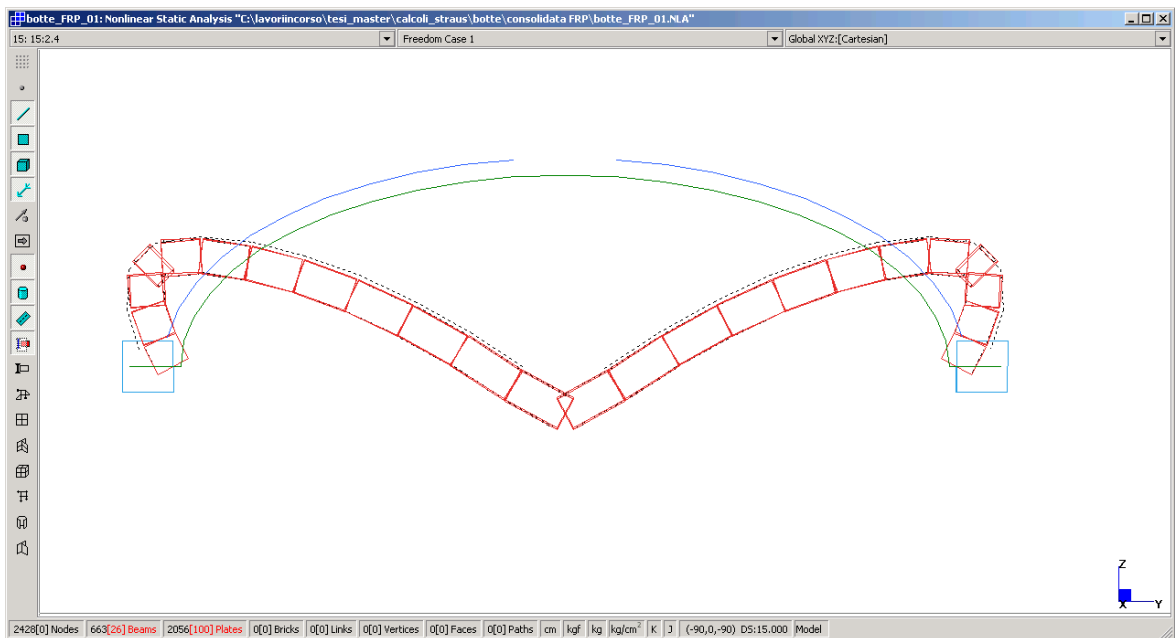 botte_FRP_01: Nonlinear Static Analysis "C:\lavoriincorso\tesi_master\calcoli_straus\botte\consolidata FRP\botte_FRP_01.NLA"
15: 15:2.4 Freedom Case 1 Global XYZ:[Cartesian]
Z
X Y
2428[0] Nodes 663[26] Beams 2056[100] Plates 0[0] Bricks 0[0] Links 0[0] Vertices 0[0] Faces 0[0] Paths cm kgf kg kg/cm² K J (-90,0,-90) DS:15.000 Model